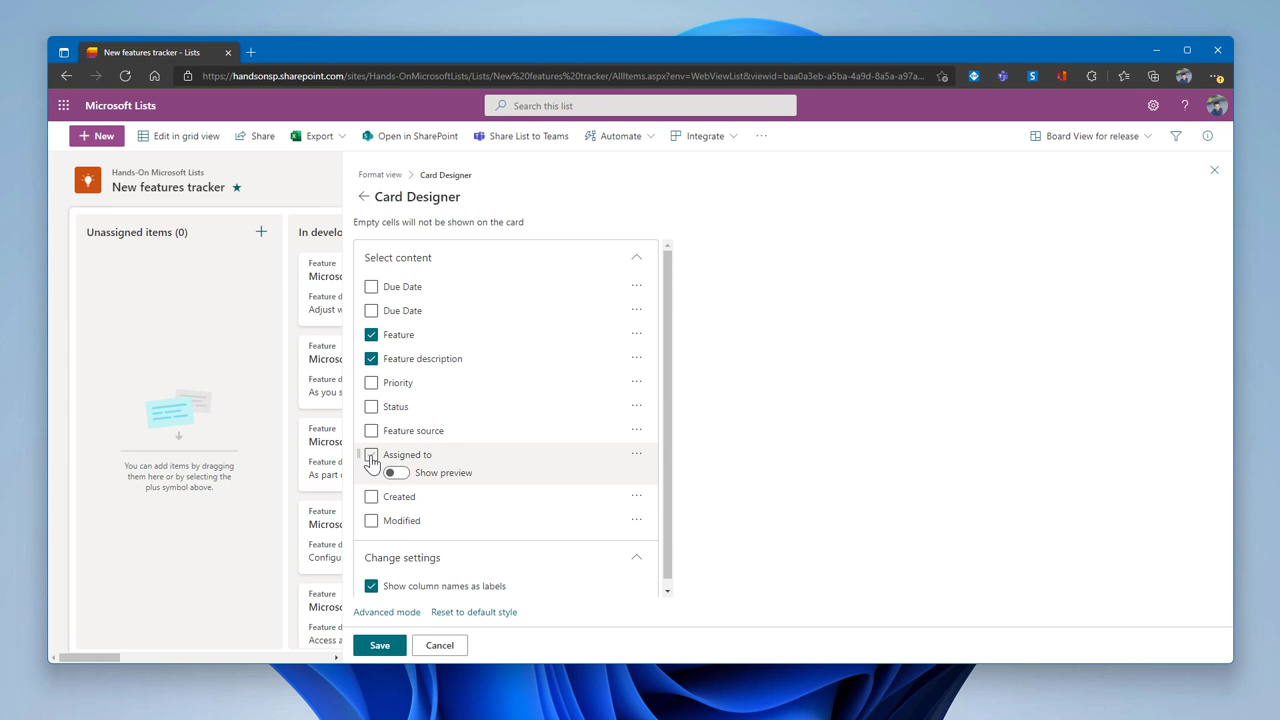 New features tracker - Lists
https://handsonsp.sharepoint.com/sites/Hands-OnMicrosoftLists/Lists/New%20features%20tracker/AllItems.aspx?env=WebViewList&viewid=baa0a3eb-a5ba-4a9d-8a5a-a97a...
Microsoft Lists
Search this list
New
Edit in grid view
Share
Export
Open in SharePoint
Share List to Teams
Automate
Integrate
Board View for release
Hands-On Microsoft Lists
New features tracker
Format view > Card Designer
Card Designer
Empty cells will not be shown on the card
Unassigned items (0)
You can add items by dragging
them here or by selecting the
plus symbol above.
In develo
Feature
Micros
Feature d
Adjust w
Feature
Micros
Feature d
As you s
Feature
Micros
Feature d
As part o
Feature
Micros
Feature d
Configu
Feature
Micros
Feature d
Access a
Select content
Due Date
Due Date
Feature
Feature description
Priority
Status
Feature source
Assigned to
Show preview
Created
Modified
Change settings
Show column names as labels
Advanced mode
Reset to default style
Save
Cancel